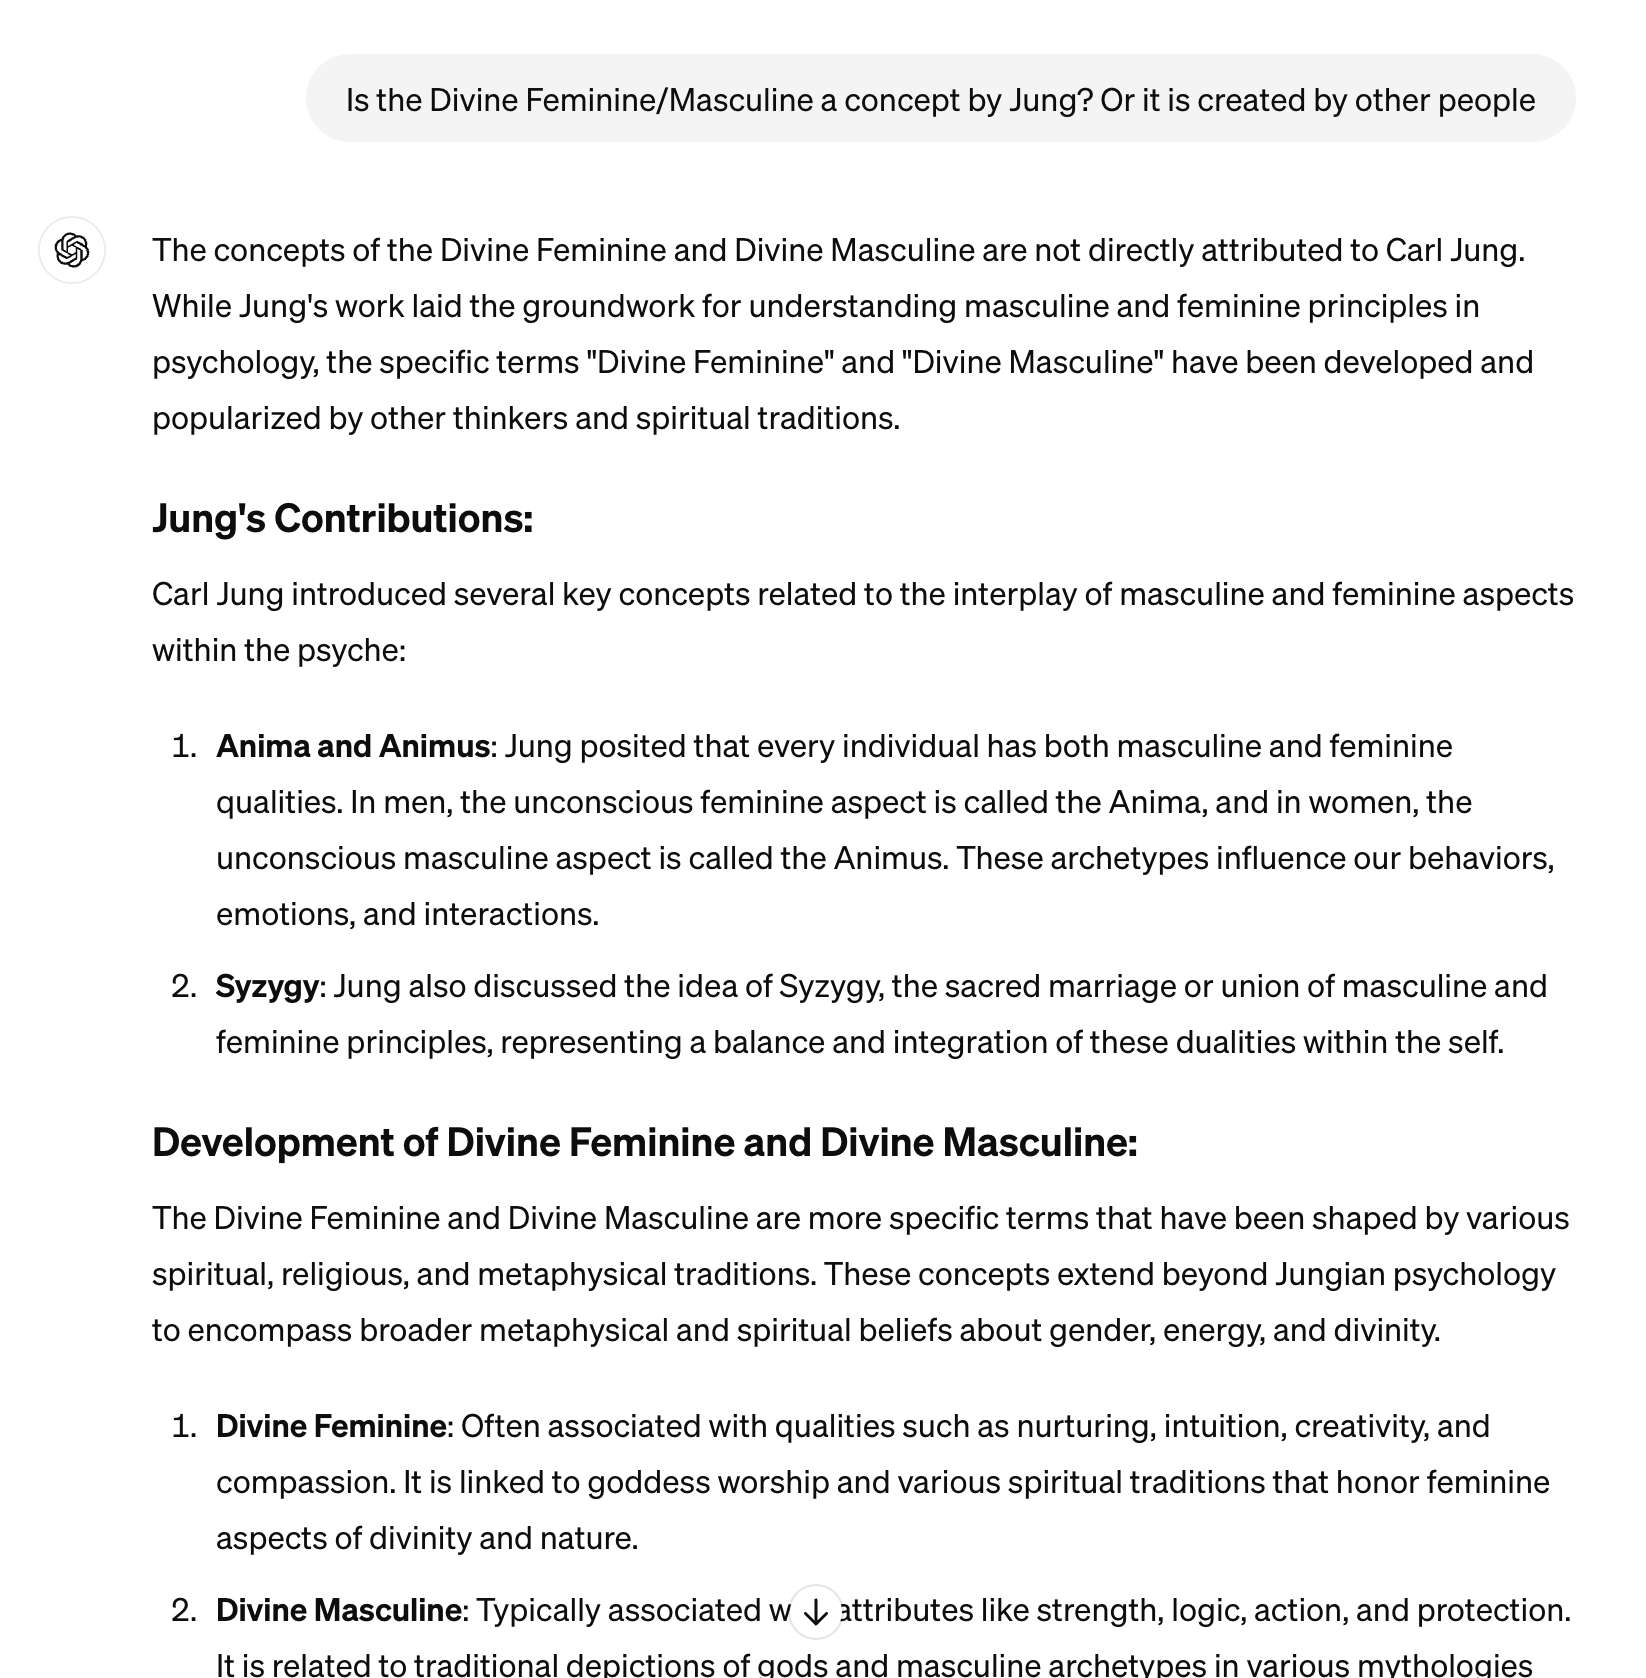 Is the Divine Feminine/Masculine a concept by Jung? Or it is created by other people
The concepts of the Divine Feminine and Divine Masculine are not directly attributed to Carl Jung.
While Jung's work laid the groundwork for understanding masculine and feminine principles in
psychology, the specific terms "Divine Feminine" and "Divine Masculine" have been developed and
popularized by other thinkers and spiritual traditions.
Jung's Contributions:
Carl Jung introduced several key concepts related to the interplay of masculine and feminine aspects
within the psyche:
1. Anima and Animus: Jung posited that every individual has both masculine and feminine
qualities. In men, the unconscious feminine aspect is called the Anima, and in women, the
unconscious masculine aspect is called the Animus. These archetypes influence our behaviors,
emotions, and interactions.
2. Syzygy: Jung also discussed the idea of Syzygy, the sacred marriage or union of masculine and
feminine principles, representing a balance and integration of these dualities within the self.
Development of Divine Feminine and Divine Masculine:
The Divine Feminine and Divine Masculine are more specific terms that have been shaped by various
spiritual, religious, and metaphysical traditions. These concepts extend beyond Jungian psychology
to encompass broader metaphysical and spiritual beliefs about gender, energy, and divinity.
1. Divine Feminine: Often associated with qualities such as nurturing, intuition, creativity, and
compassion. It is linked to goddess worship and various spiritual traditions that honor feminine
aspects of divinity and nature.
2. Divine Masculine: Typically associated attributes like strength, logic, action, and protection.
It is related to traditional depictions of gods and masculine archetypes in various mythologies